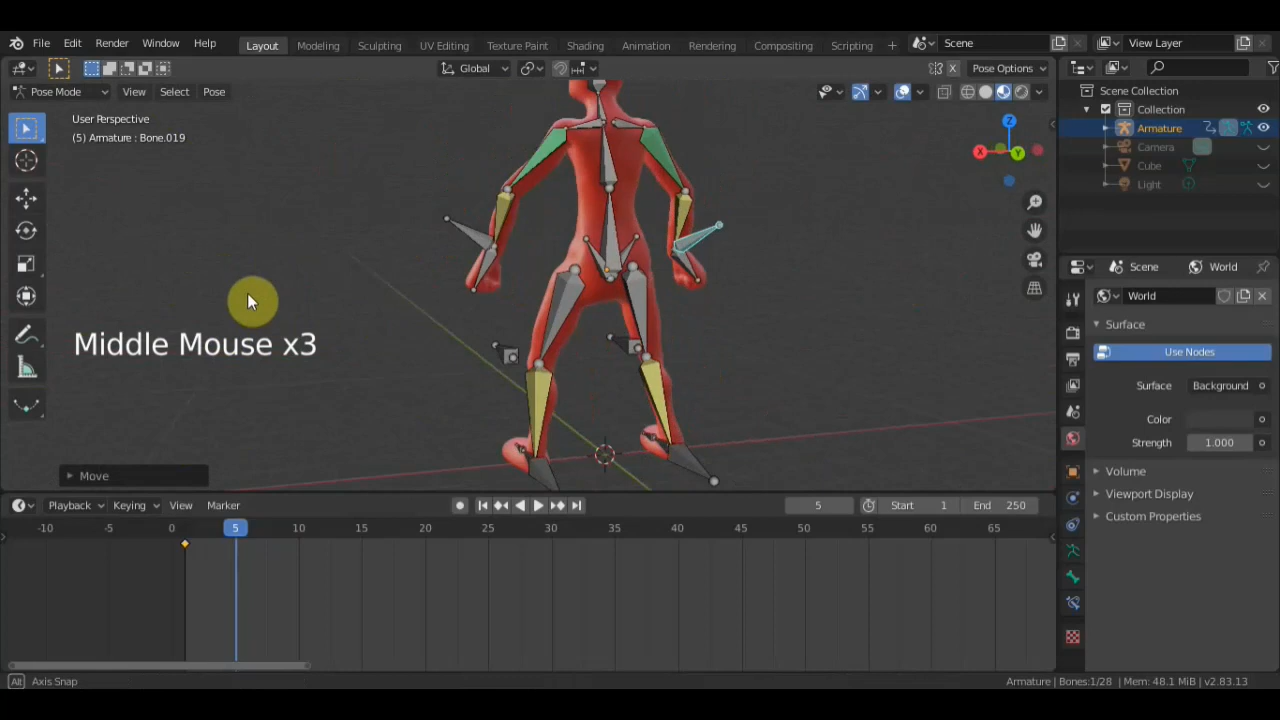 File Edit Render Window Help Layout Modeling Sculpting UV Editing Texture Paint Shading Animation Rendering Compositing Scripting + Scene View Layer
Global Pose Options
Pose Mode View Select Pose
User Perspective
(5) Armature : Bone.019
Z
X
Y
Middle Mouse x3
Move
Scene Collection
Collection
Armature
Camera
Cube
Light
Scene World
World
Surface
Use Nodes
Surface Background
Color
Strength 1.000
Volume
Viewport Display
Custom Properties
Playback Keying View Marker 5 Start 1 End 250
-10 -5 0 5 10 15 20 25 30 35 40 45 50 55 60 65
Alt Axis Snap Armature | Bones:1/28 | Mem: 48.1 MiB | v2.83.13